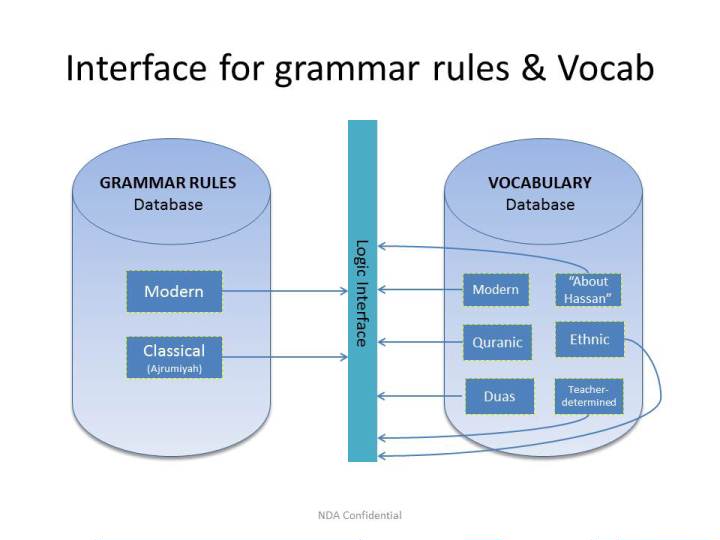 Interface for grammar rules & Vocab
GRAMMAR RULES
Database
Modern
Classical
(Ajrumiyah)
Logic Interface
VOCABULARY
Database
Modern
“About
Hassan”
Quranic
Ethnic
Duas
Teacher-
determined
NDA Confidential